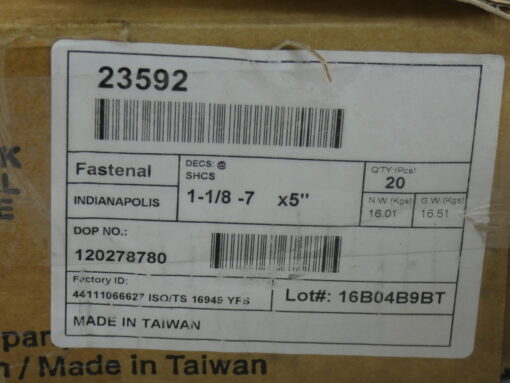 23592
Fastenal
INDIANAPOLIS
DECS: @
SHCS
1-1/8 -7 x5"
Q'TY:(Pcs)
20
N.W.(Kgs)
16.01
G.W.(Kgs)
16.51
DOP NO.:
120278780
Factory ID:
44111066627 ISO/TS 16949 YFS
Lot#: 16B04B9BT
MADE IN TAIWAN
K
L
E
/ Made in Taiwan